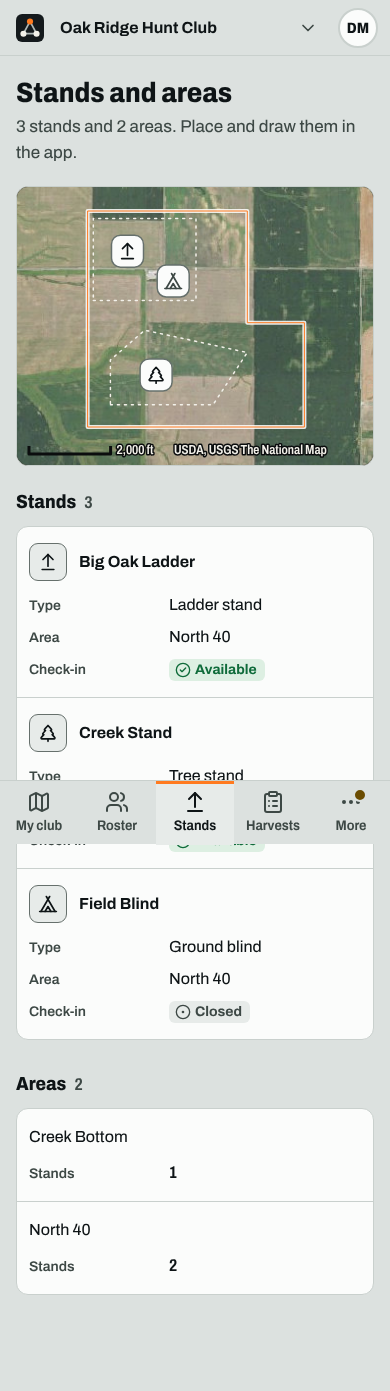 Oak Ridge Hunt Club
DM
Stands and areas
3 stands and 2 areas. Place and draw them in
the app.
2,000 ft
USDA, USGS The National Map
Stands 3
Big Oak Ladder
Type Ladder stand
Area North 40
Check-in Available
Creek Stand
Type Tree stand
My club
Roster
Stands
Harvests
More
Field Blind
Type Ground blind
Area North 40
Check-in Closed
Areas 2
Creek Bottom
Stands 1
North 40
Stands 2